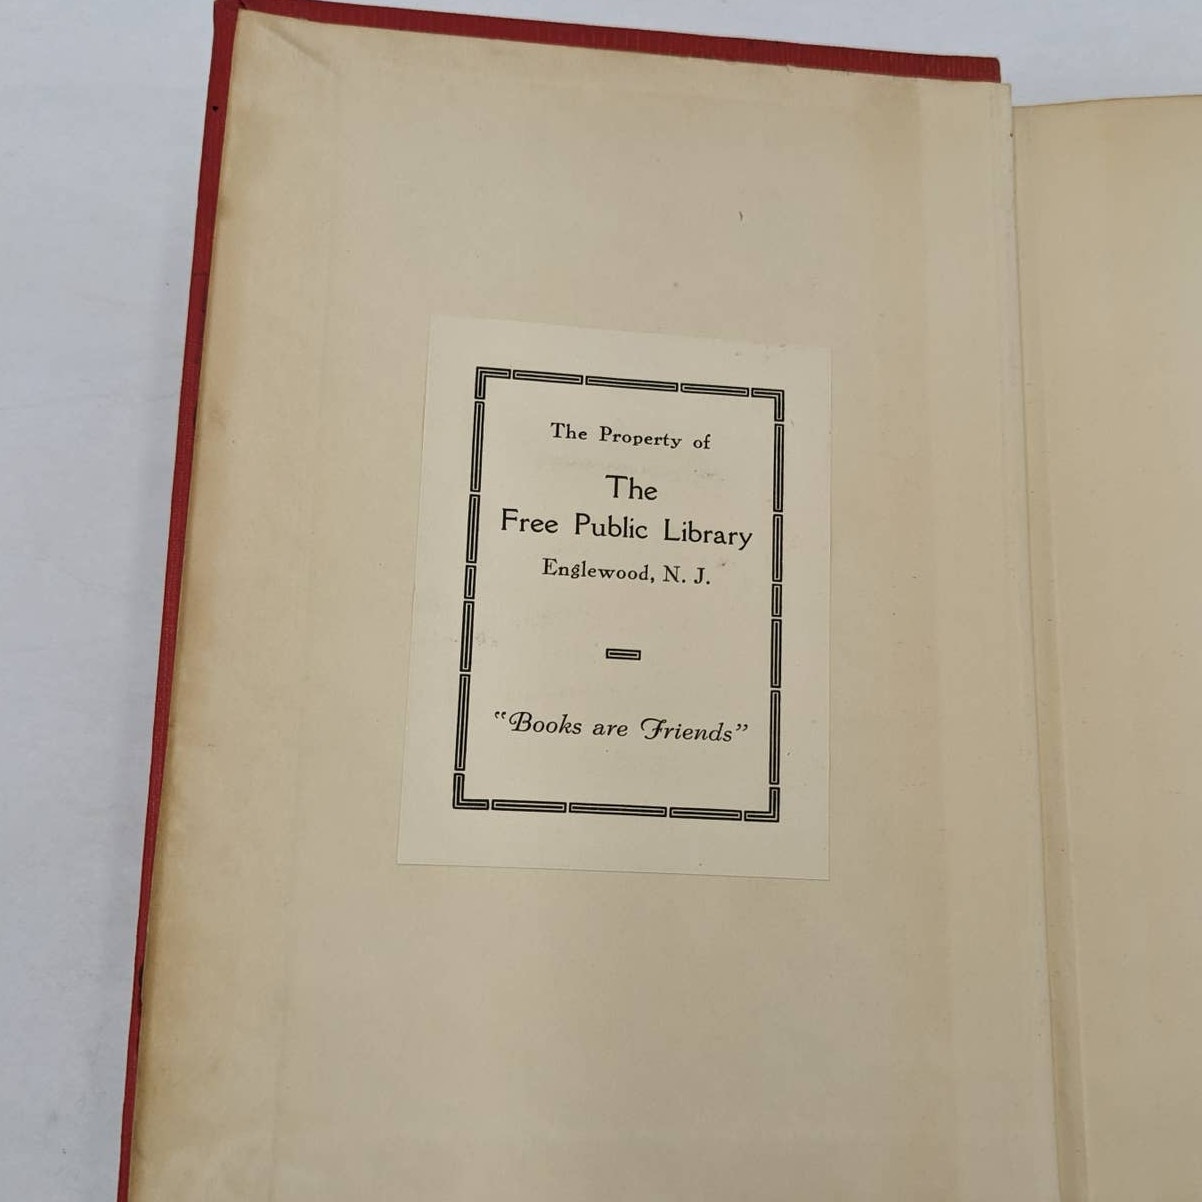 The Property of
The
Free Public Library
Englewood, N. J.
"Books are Friends"